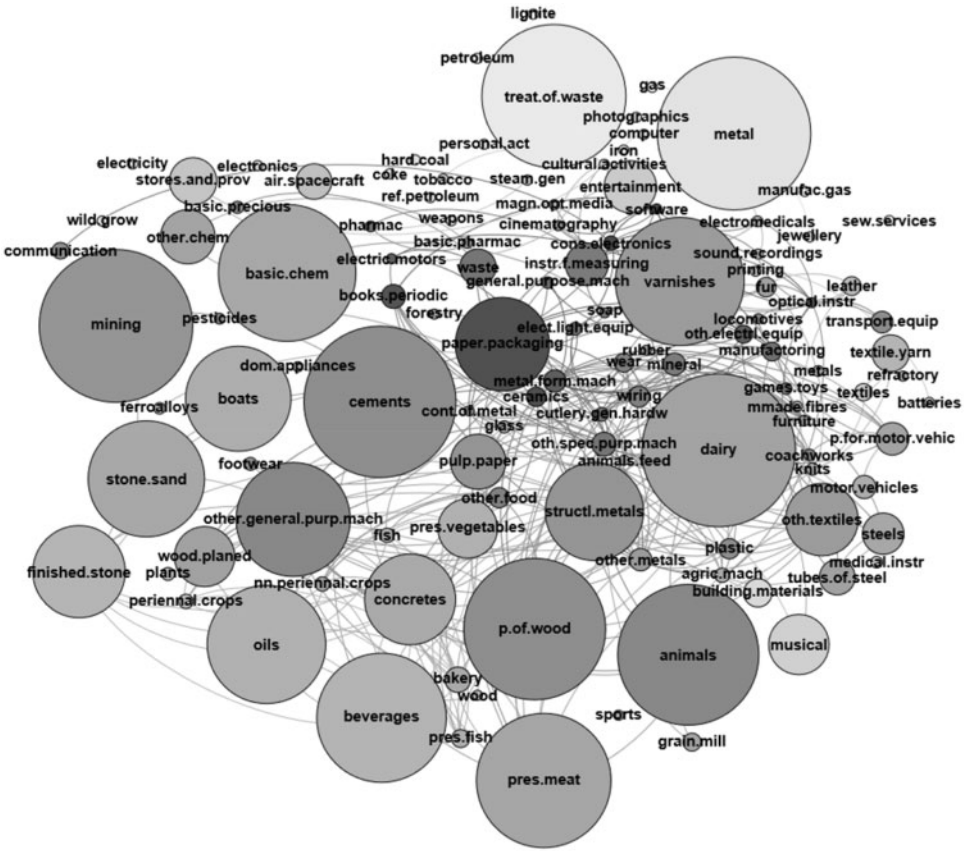 lignite
petroleum
treat.of.waste
gas
photographics
metal
computer
personal.act
iron
electricity
electronics
hard.coal
cultural.activities
stores.and.prov
air.spacecraft
coke
tobacco
steam.gen
entertainment
manufac.gas
ref.petroleum
magn.opt.media
basic.precious
software
wild.grow
weapons
cinematography
electromedicals
sew.services
pharmac
other.chem
basic.pharmac
cons.electronics
jewellery
communication
electric.motors
sound.recordings
basic.chem
waste
instr.f.measuring
printing
general.purpose.mach
varnishes
fur
leather
books.periodic
optical.instr
mining
pesticides
forestry
soap
locomotives
transport.equip
elect.light.equip
oth.electrl.equip
paper.packaging
rubber
manufactoring
textile.yarn
dom.appliances
wear
mineral
metals
refractory
metal.form.mach
games.toys
boats
cements
ceramics
wiring
textiles
batteries
ferroalloys
cont.of.metal
cutlery.gen.hardw
mmade.fibres
glass
furniture
oth.speq.purp.mach
dairy
p.for.motor.vehic
footwear
pulp.paper
animals.feed
coachworks
stone.sand
knits
motor.vehicles
other.food
other.general.purp.mach
structl.metals
oth.textiles
fish
pres.vegetables
steels
wood.planed
plastic
other.metals
medical.instr
finished.stone
plants
nn.periennal.crops
agric.mach
tubes.of.steel
periennal.crops
concretes
building.materials
p.of.wood
oils
animals
musical
bakery
wood
beverages
sports
pres.fish
grain.mill
pres.meat